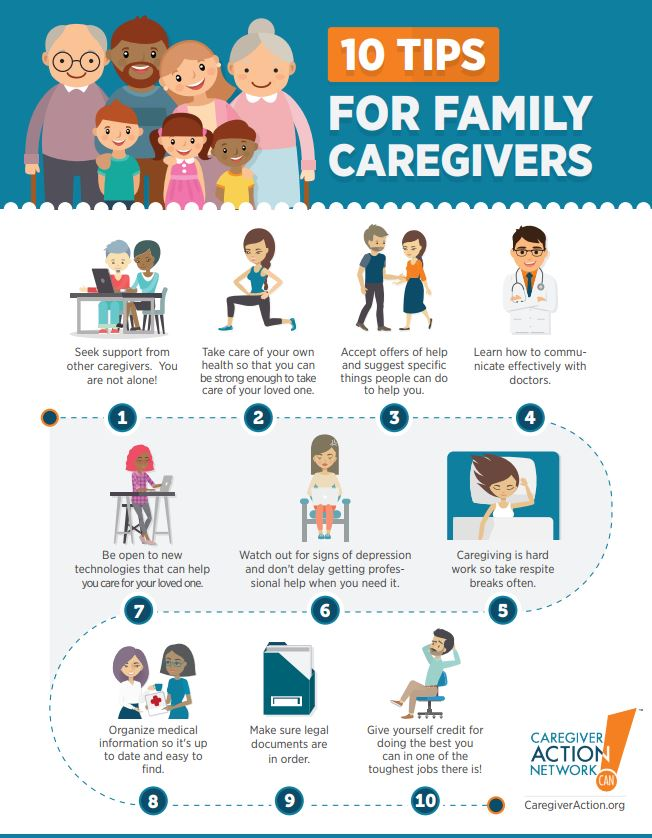 10 TIPS
FOR FAMILY
CAREGIVERS
Seek support from
other caregivers. You
are not alone!
1
Take care of your own
health so that you can
be strong enough to take
care of your loved one.
2
Accept offers of help
and suggest specific
things people can do
to help you.
3
Learn how to commu-
nicate effectively with
doctors.
4
Caregiving is hard
work so take respite
breaks often.
5
Watch out for signs of depression
and don't delay getting profes-
sional help when you need it.
6
Be open to new
technologies that can help
you care for your loved one.
7
Organize medical
information so it's up
to date and easy to
find.
8
Make sure legal
documents are
in order.
9
Give yourself credit for
doing the best you
can in one of the
toughest jobs there is!
10
CAREGIVER
ACTION
NETWORK
CAN
™
CaregiverAction.org